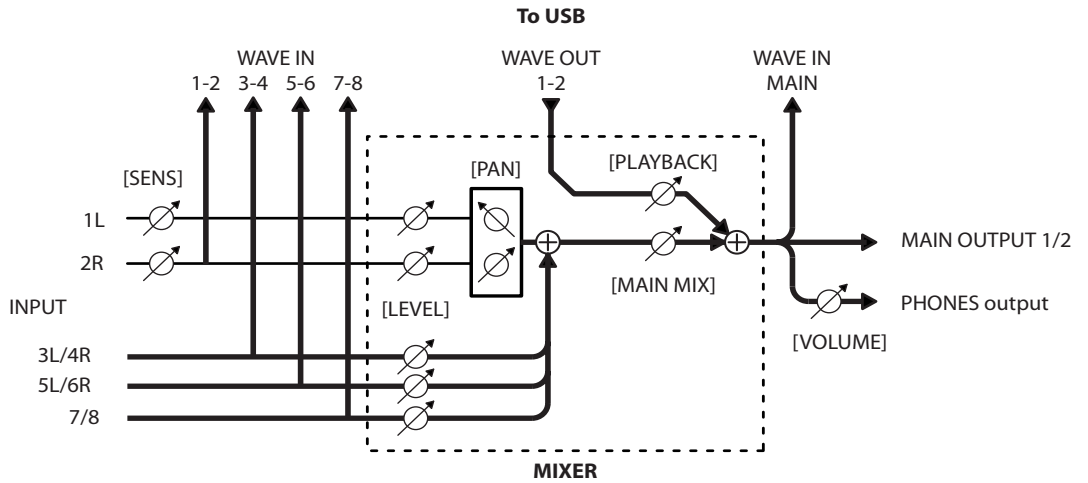 To USB
WAVE IN
1-2 3-4 5-6 7-8
WAVE OUT
1-2
WAVE IN
MAIN
[SENS]
[PAN]
[PLAYBACK]
1L
2R
MAIN OUTPUT 1/2
[MAIN MIX]
INPUT
[LEVEL]
PHONES output
[VOLUME]
3L/4R
5L/6R
7/8
MIXER